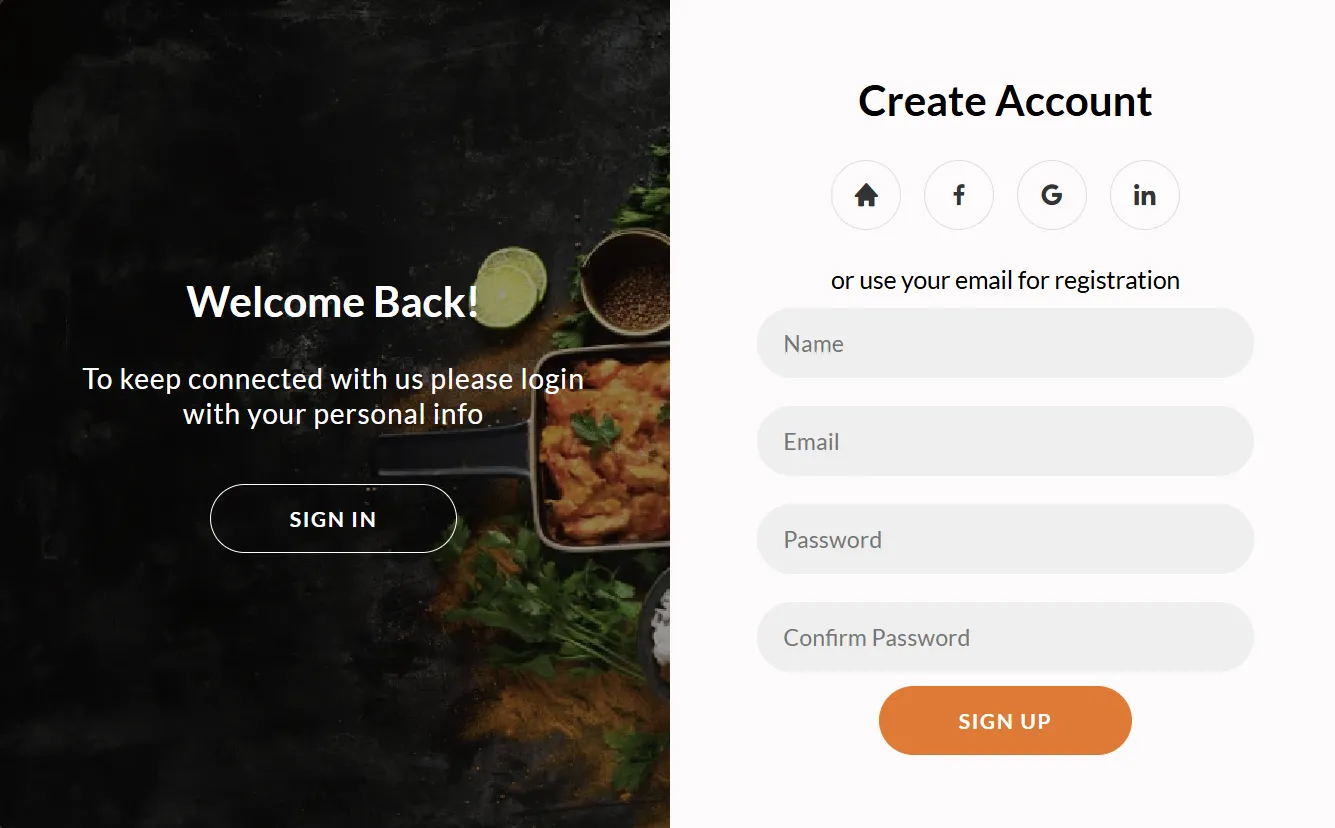 Welcome Back!
To keep connected with us please login
with your personal info
SIGN IN
Create Account
f
G
in
or use your email for registration
Name
Email
Password
Confirm Password
SIGN UP